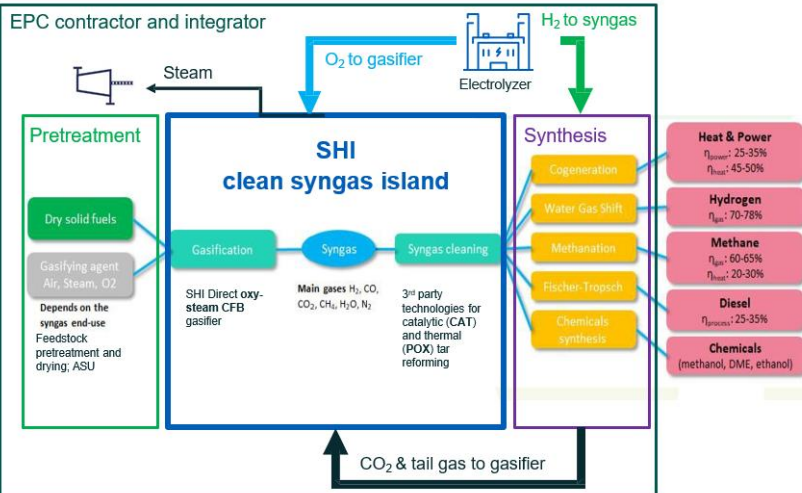 EPC contractor and integrator
H₂ to syngas
O₂ to gasifier
Electrolyzer
Steam
Pretreatment
SHI
clean syngas island
Synthesis
Dry solid fuels
Gasifying agent
Air, Steam, O2
Depends on the
syngas end-use
Feedstock
pretreatment and
drying; ASU
Gasification
SHI Direct oxy-
steam CFB
gasifier
Syngas
Main gases H₂, CO,
CO₂, CH₄, H₂O, N₂
Syngas cleaning
3rd party
technologies for
catalytic (CAT)
and thermal
(POX) tar
reforming
Cogeneration
Water Gas Shift
Methanation
Fischer-Tropsch
Chemicals
synthesis
Heat & Power
ηpower: 25-35%
ηheat: 45-50%
Hydrogen
ηgas: 70-78%
Methane
ηgas: 60-65%
ηheat: 20-30%
Diesel
ηprocess: 25-35%
Chemicals
(methanol, DME, ethanol)
CO₂ & tail gas to gasifier